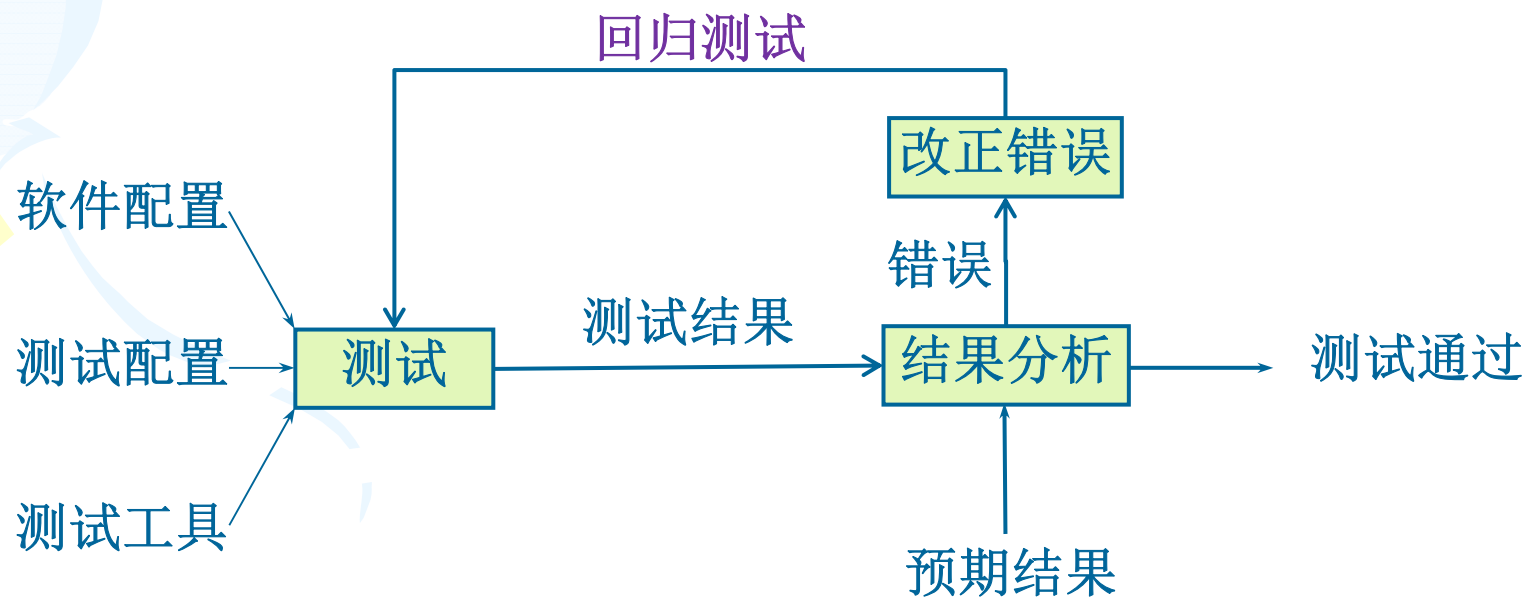 回归测试
改正错误
软件配置
错误
测试结果
测试配置
测试
结果分析
测试通过
测试工具
预期结果